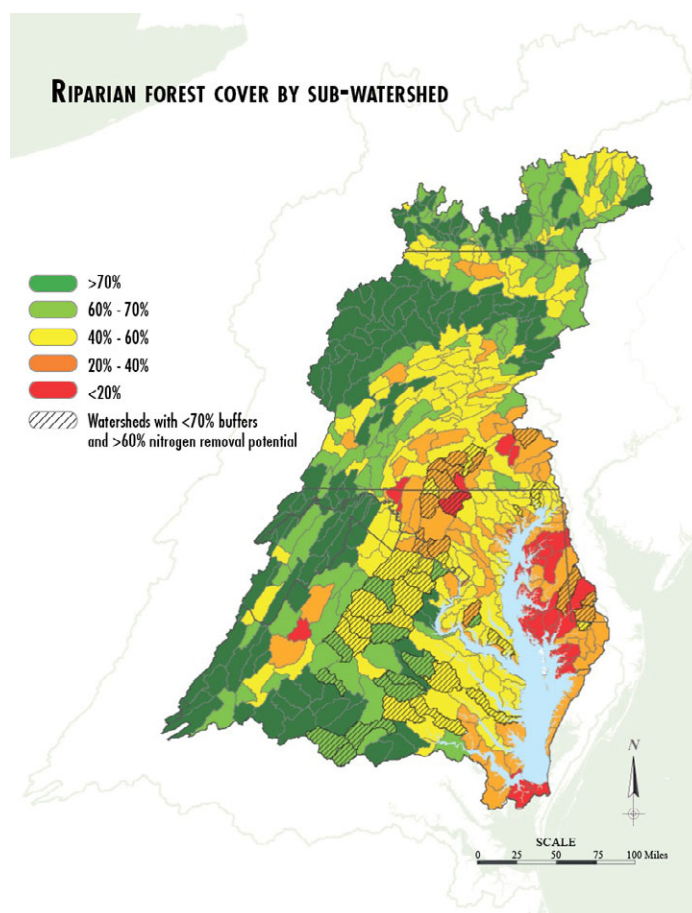 RIPARIAN FOREST COVER BY SUB-WATERSHED
>70%
60% - 70%
40% - 60%
20% - 40%
<20%
Watersheds with <70% buffers
and >60% nitrogen removal potential
N
SCALE
0 25 50 75 100 Miles